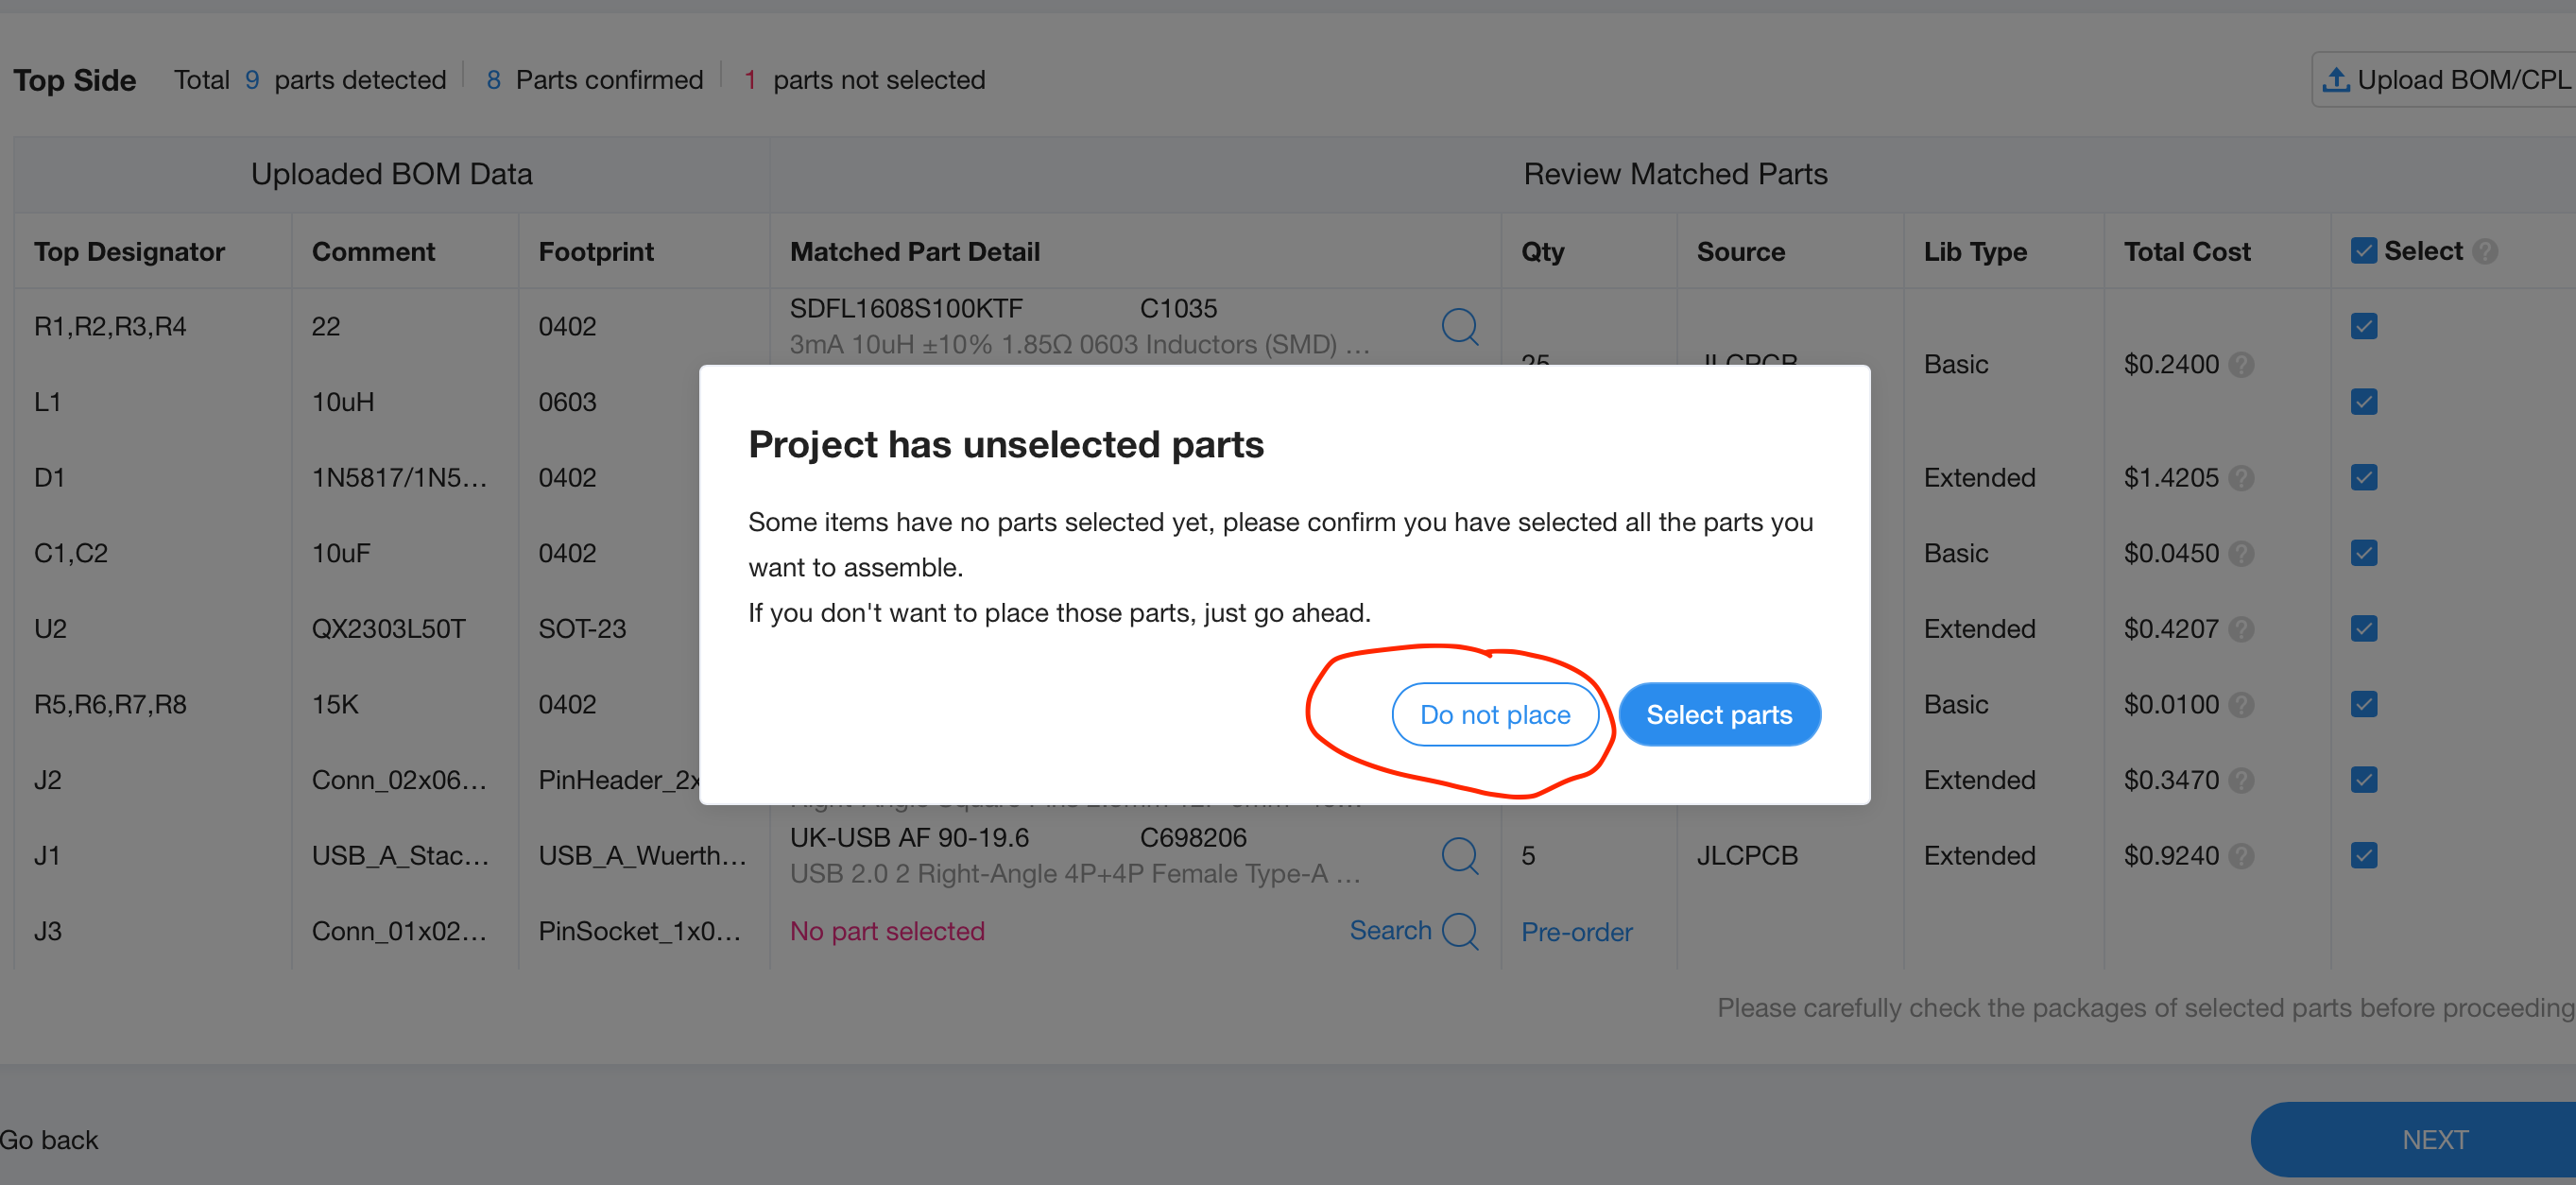 Top Side Total 9 parts detected 8 Parts confirmed 1 parts not selected Upload BOM/CPL
Uploaded BOM Data Review Matched Parts
Top Designator Comment Footprint Matched Part Detail Qty Source Lib Type Total Cost Select ?
R1,R2,R3,R4 22 0402 SDFL1608S100KTF C1035
3mA 10uH ±10% 1.85Ω 0603 Inductors (SMD) ...
25 JLCPCB Basic $0.2400 ?
L1 10uH 0603
D1 1N5817/1N5... 0402 Extended $1.4205 ?
C1,C2 10uF 0402 Basic $0.0450 ?
U2 QX2303L50T SOT-23 Extended $0.4207 ?
R5,R6,R7,R8 15K 0402 Basic $0.0100 ?
J2 Conn_02x06... PinHeader_2x Extended $0.3470 ?
J1 USB_A_Stac... USB_A_Wuerth... UK-USB AF 90-19.6 C698206 5 JLCPCB Extended $0.9240 ?
USB 2.0 2 Right-Angle 4P+4P Female Type-A ...
J3 Conn_01x02... PinSocket_1x0... No part selected Search Pre-order
Project has unselected parts
Some items have no parts selected yet, please confirm you have selected all the parts you
want to assemble.
If you don't want to place those parts, just go ahead.
Do not place Select parts
Please carefully check the packages of selected parts before proceeding
Go back NEXT